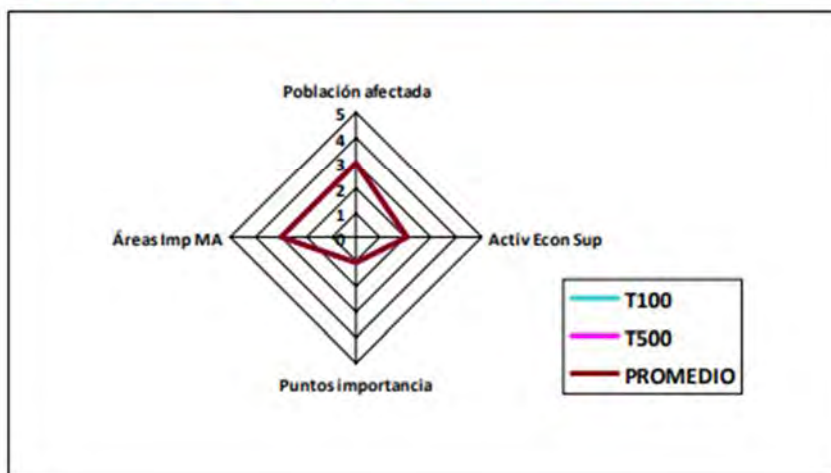 Población afectada
5
4
3
2
1
0
Áreas Imp MA
Activ Econ Sup
Puntos importancia
T100
T500
PROMEDIO